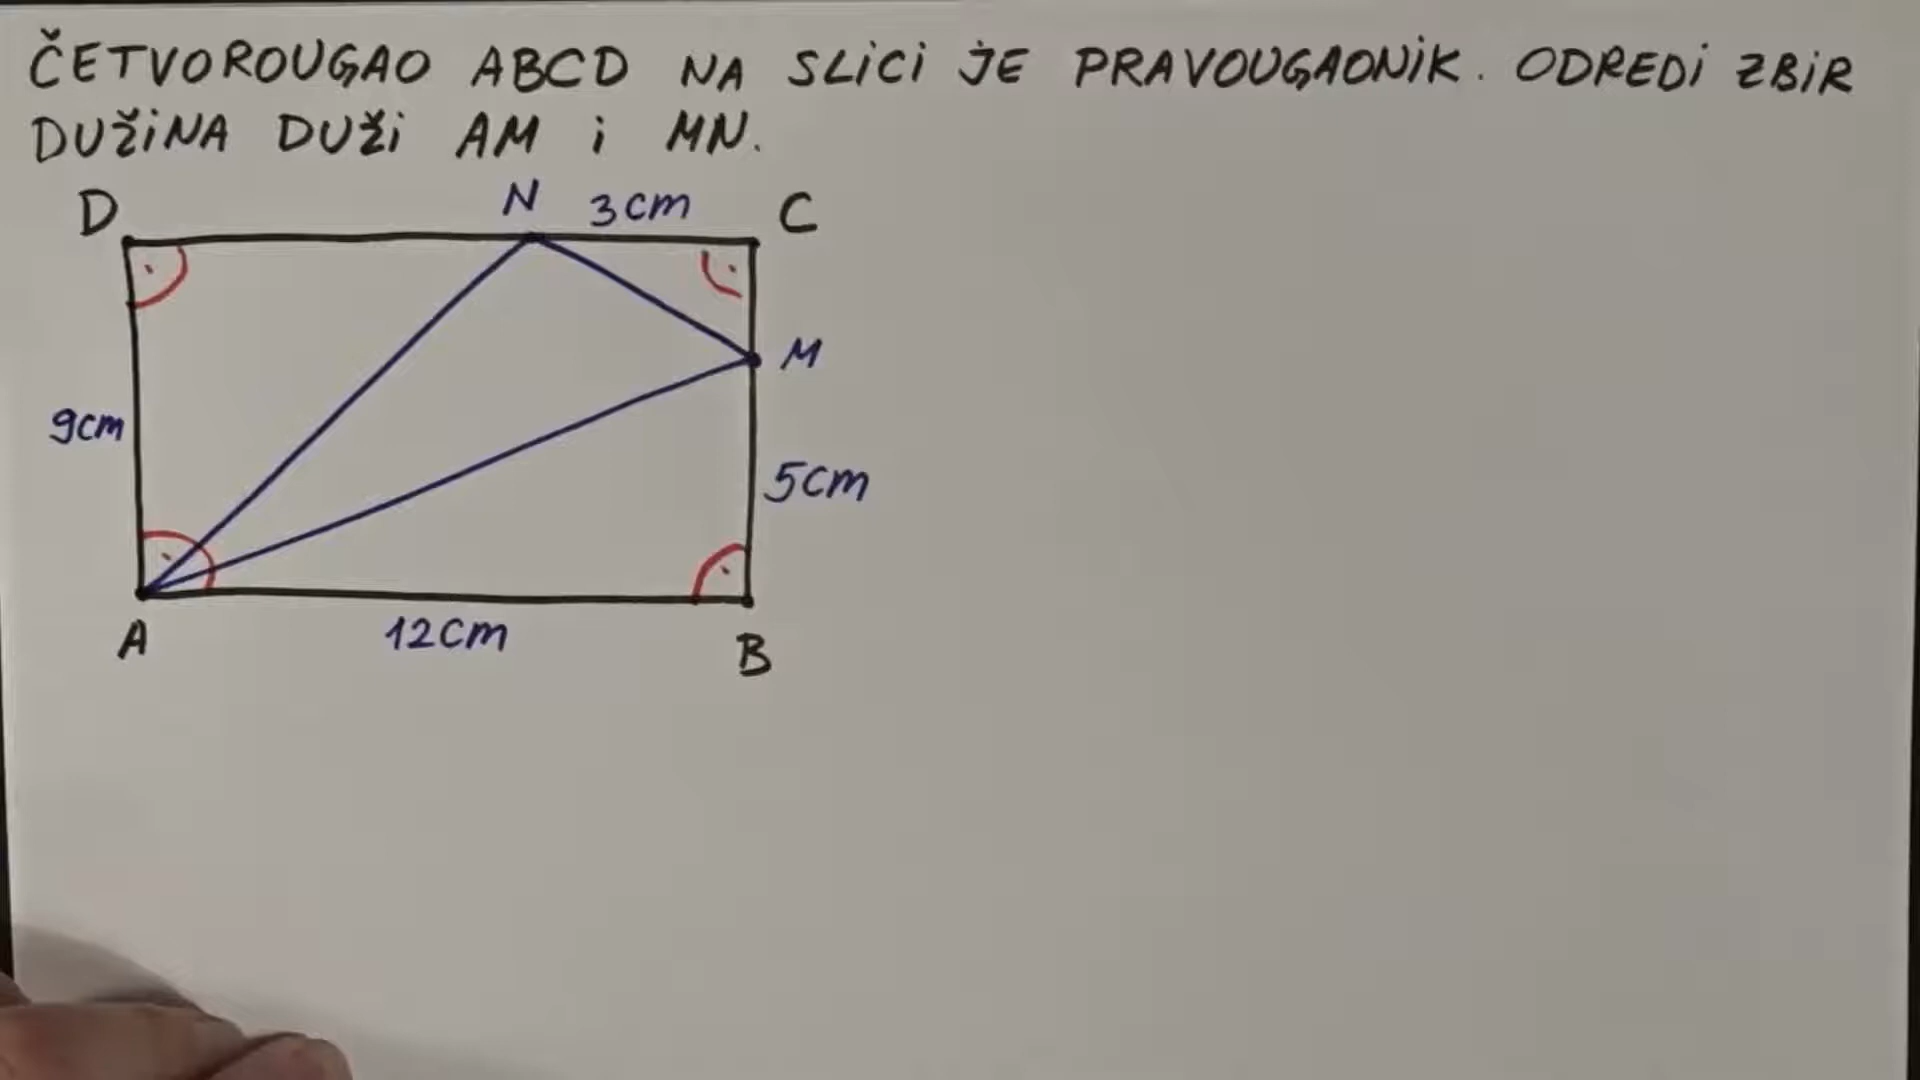 ČETVOROUGAO ABCD NA SLICI JE PRAVOUGAONIK. ODREDI ZBIR
DUŽINA DUŽI AM i MN.
D N 3cm C
M
9cm
5cm
12cm
A B